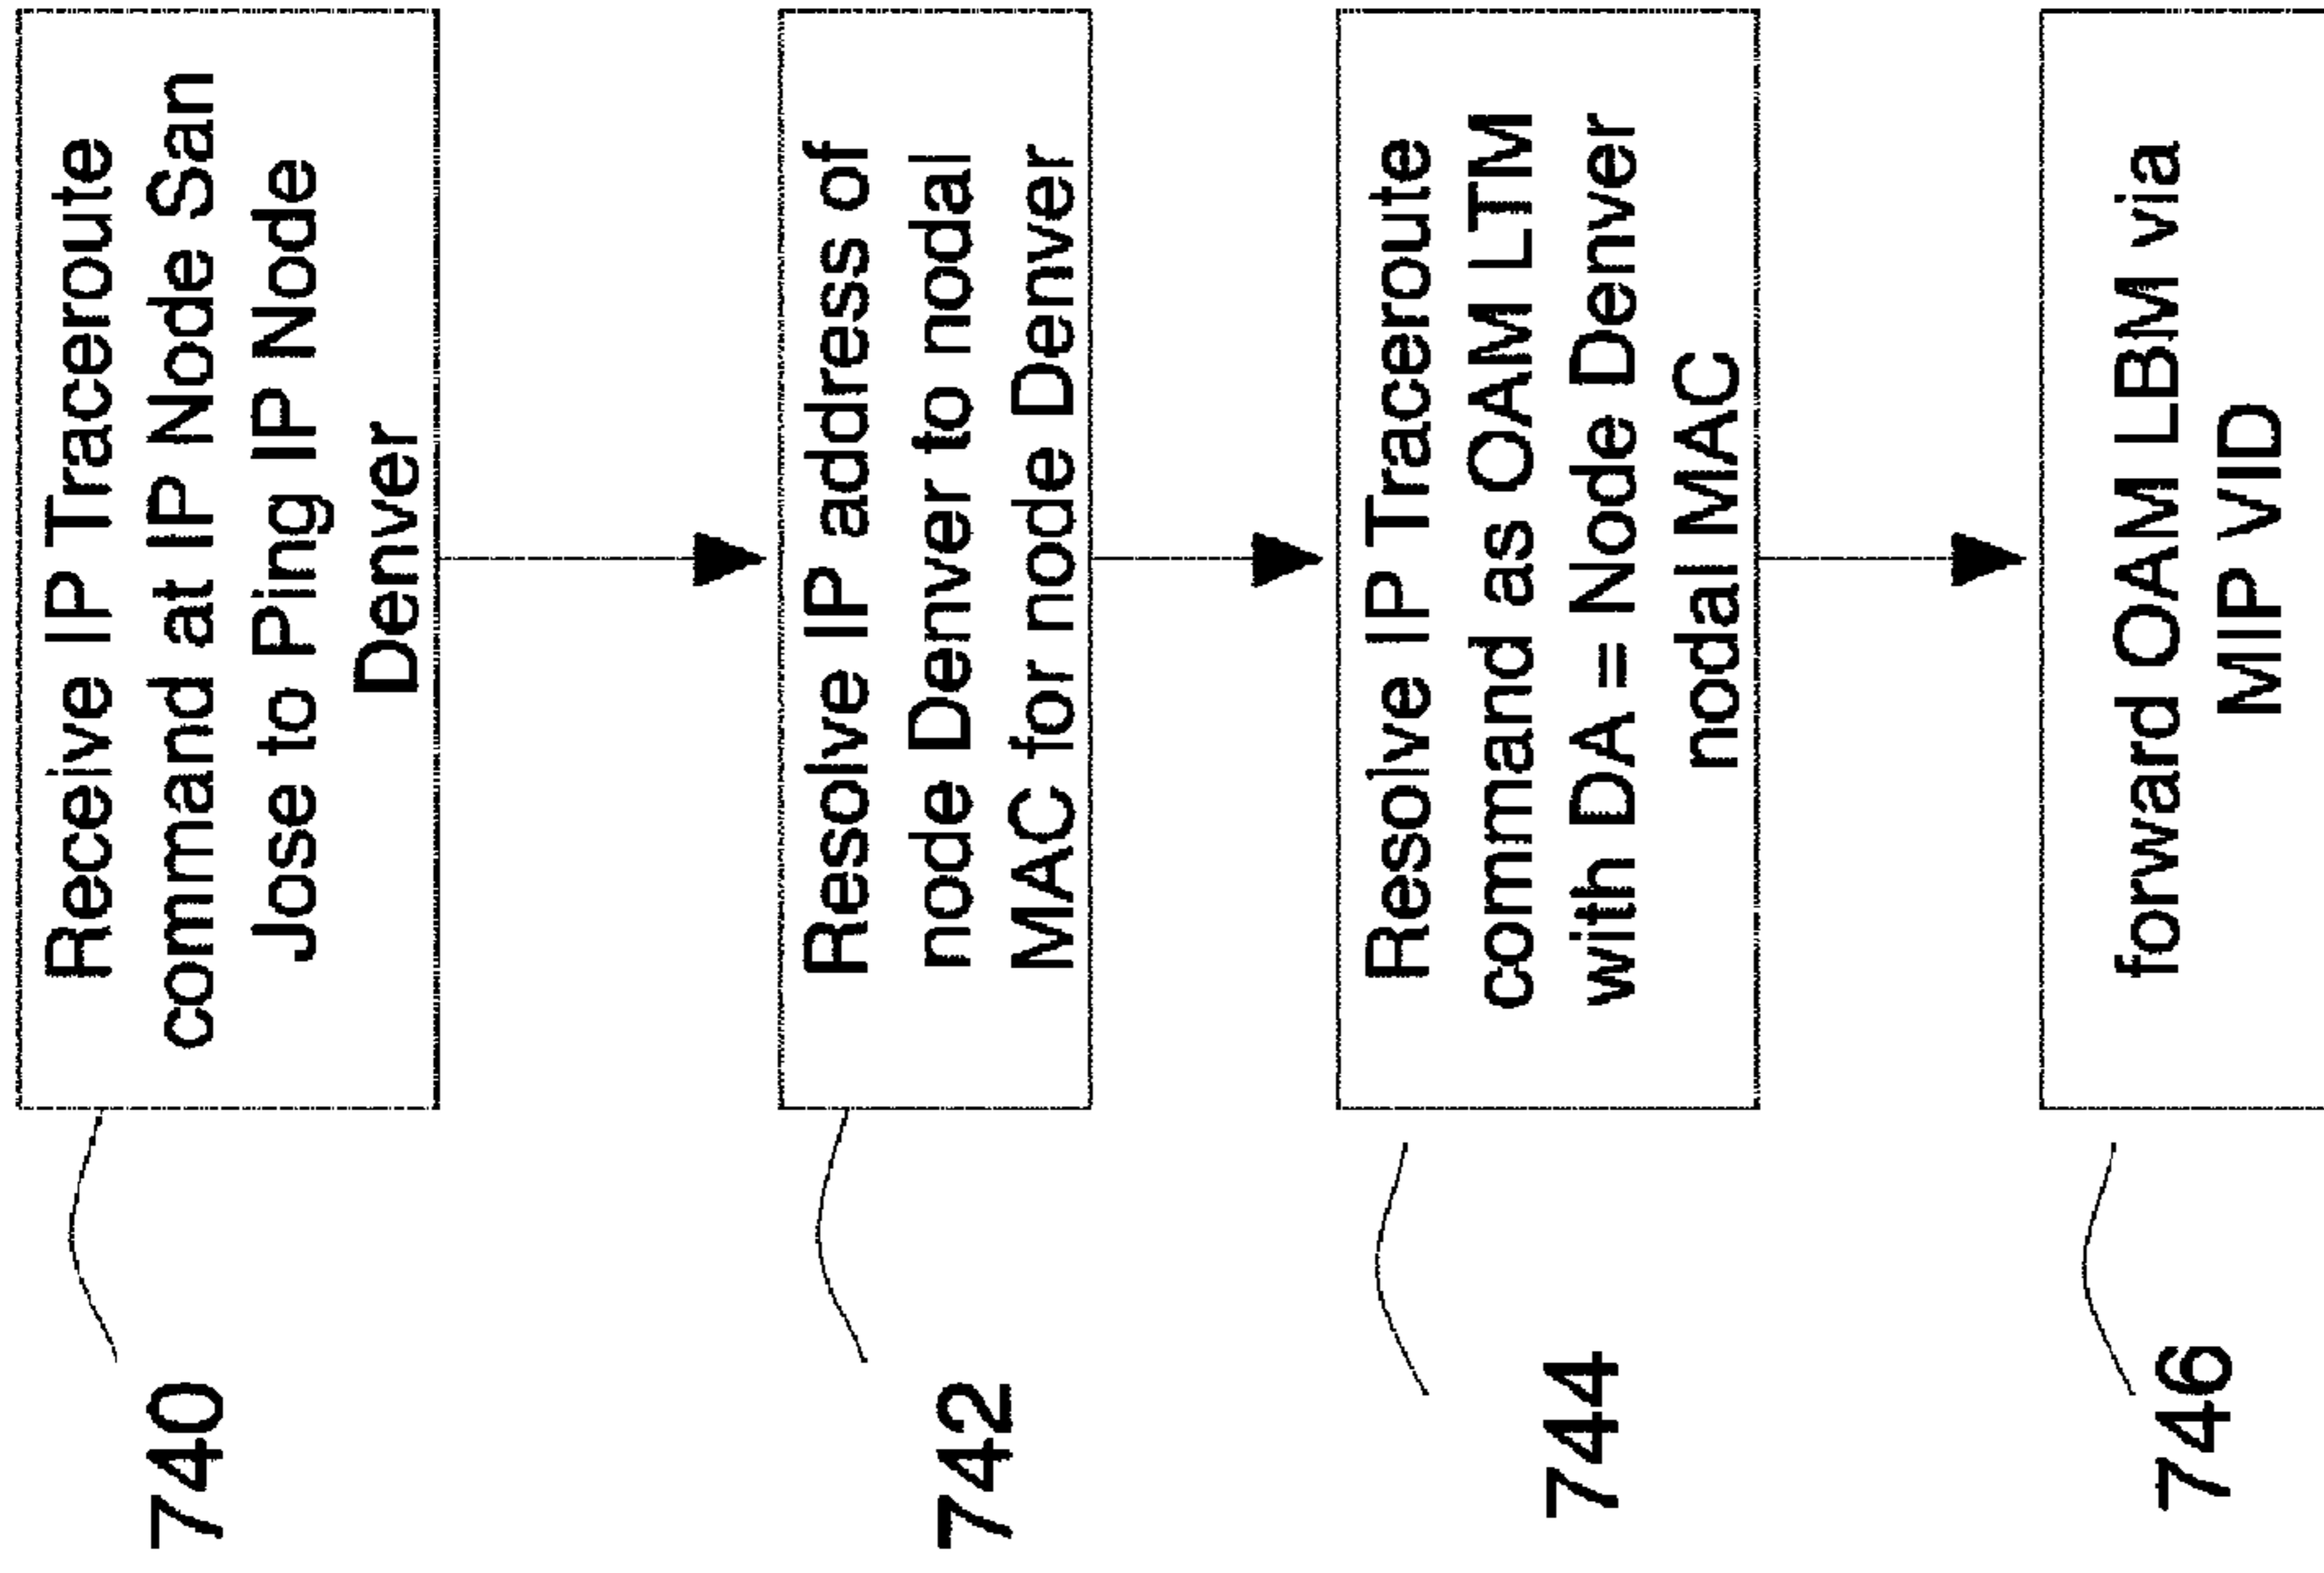 740
Receive IP Traceroute
command at IP Node San
Jose to Ping IP Node
Denver
742
Resolve IP address of
node Denver to nodal
MAC for node Denver
744
Resolve IP Traceroute
command as OAM LTM
with DA = Node Denver
nodal MAC
746
forward OAM LBM via
MIP VID